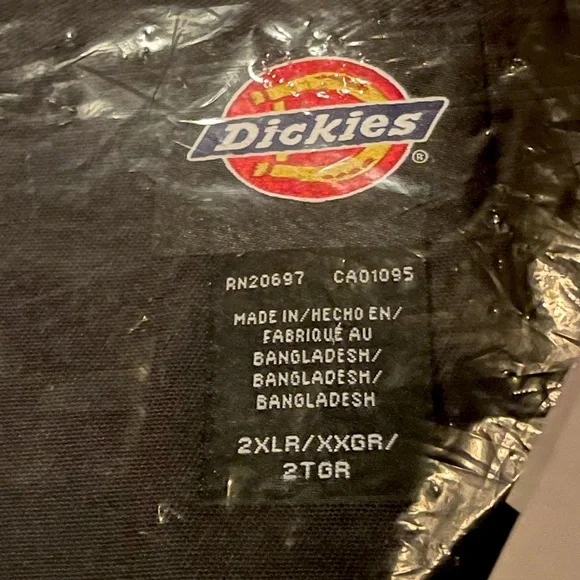 Dickies
®
RN20697 CA01095
MADE IN/HECHO EN/
FABRIQUÉ AU
BANGLADESH/
BANGLADESH/
BANGLADESH
2XLR/XXGR/
2TGR